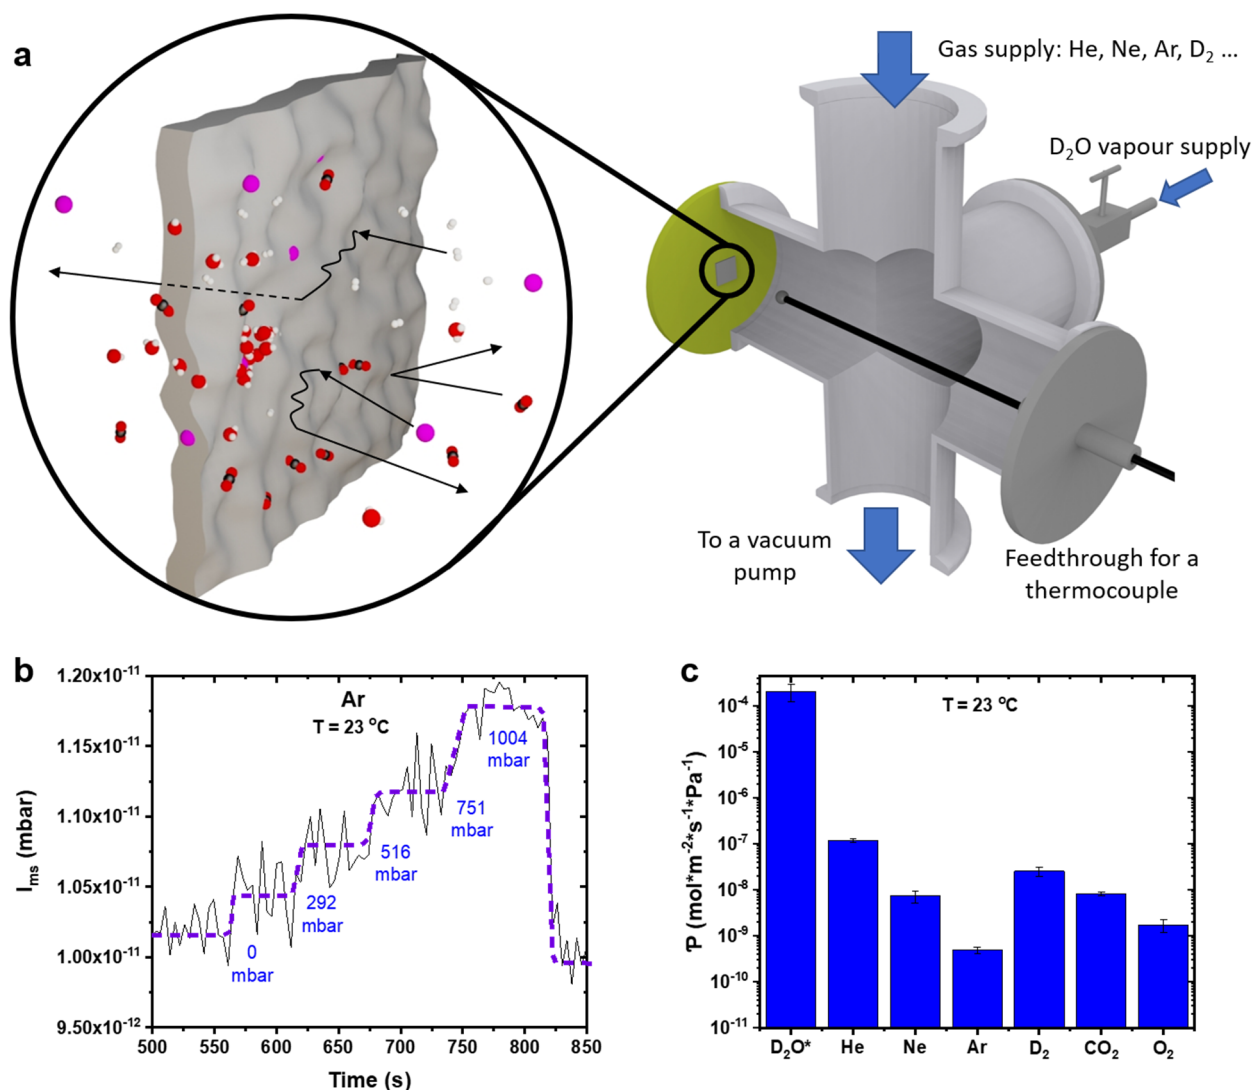 a
Gas supply: He, Ne, Ar, D₂ ...
D₂O vapour supply
To a vacuum
pump
Feedthrough for a
thermocouple
b
1.20x10⁻¹¹
1.15x10⁻¹¹
1.10x10⁻¹¹
1.05x10⁻¹¹
1.00x10⁻¹¹
9.50x10⁻¹²
I_ms (mbar)
Ar
T = 23 °C
0
mbar
292
mbar
516
mbar
751
mbar
1004
mbar
500 550 600 650 700 750 800 850
Time (s)
c
10⁻⁴
10⁻⁵
10⁻⁶
10⁻⁷
10⁻⁸
10⁻⁹
10⁻¹⁰
10⁻¹¹
Ƥ (mol*m⁻²*s⁻¹*Pa⁻¹)
T = 23 °C
D₂O* He Ne Ar D₂ CO₂ O₂